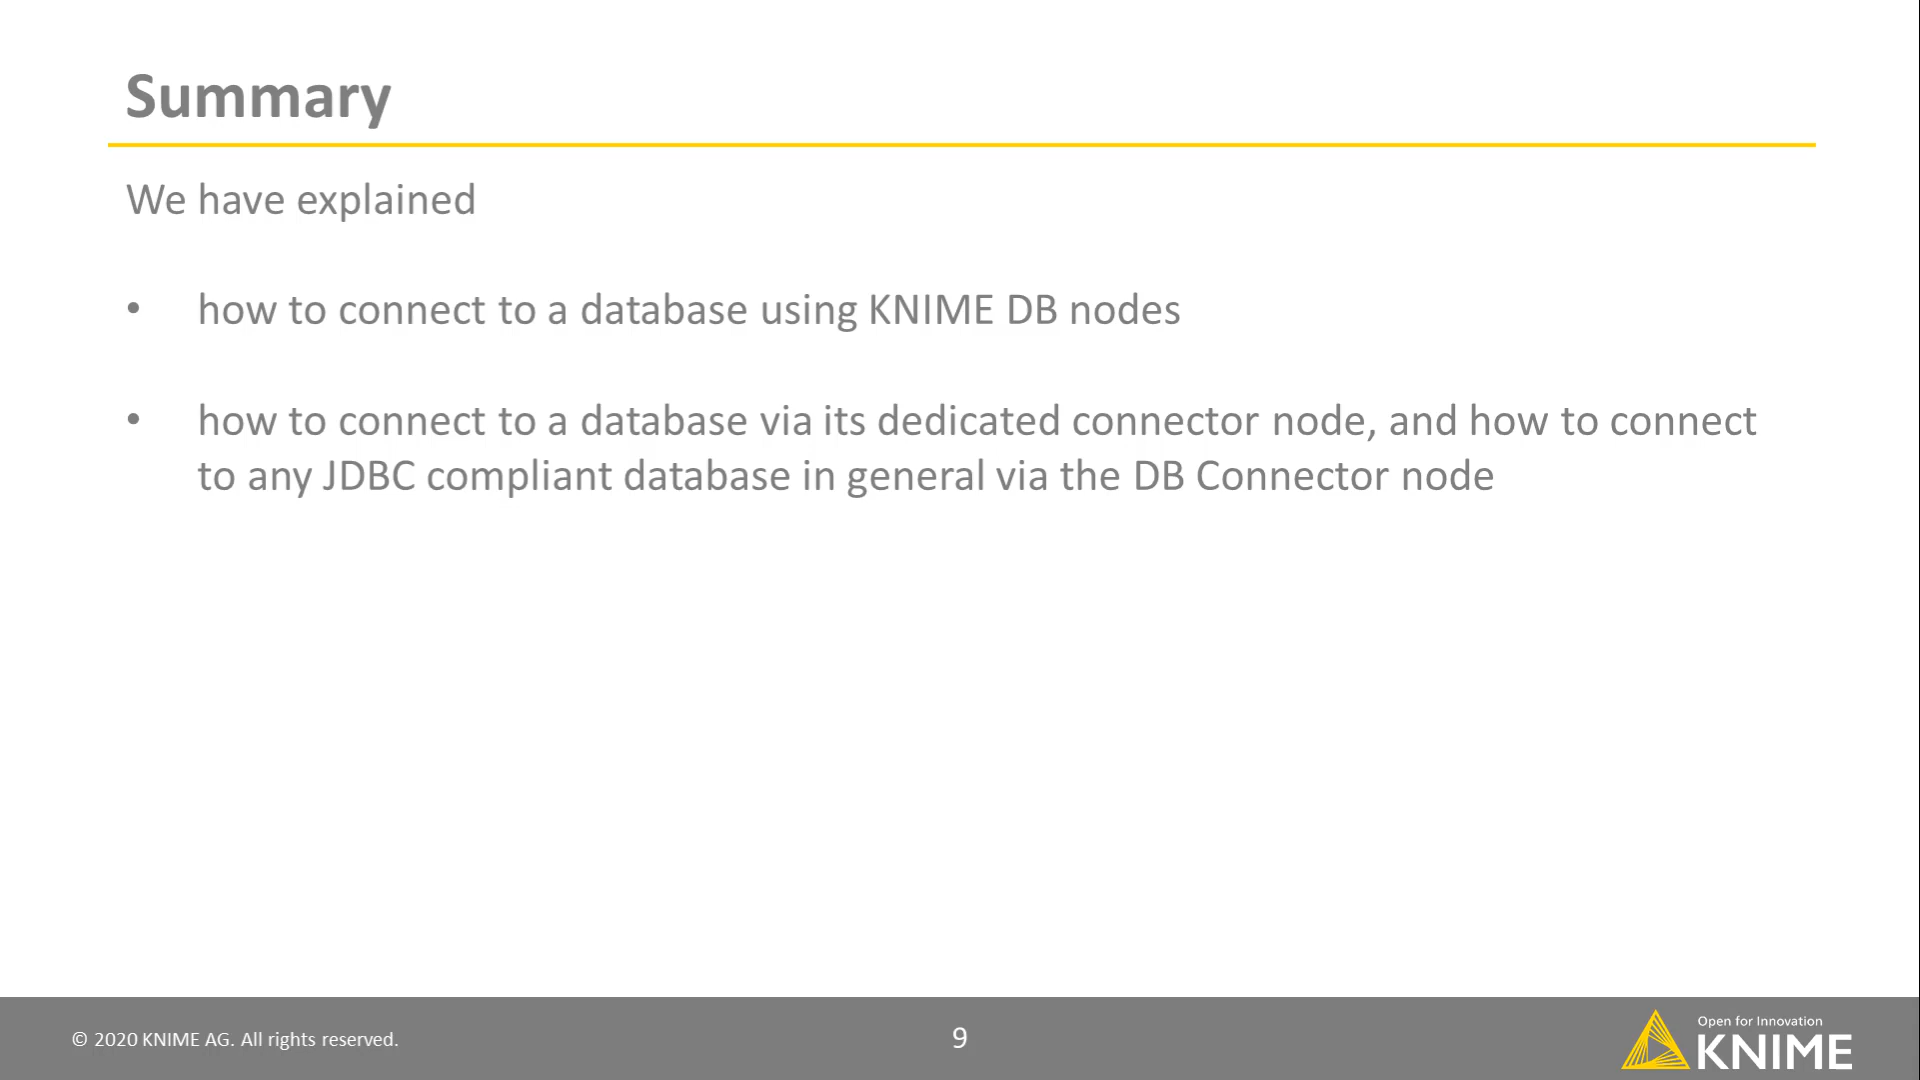 Summary
We have explained
• how to connect to a database using KNIME DB nodes
• how to connect to a database via its dedicated connector node, and how to connect
to any JDBC compliant database in general via the DB Connector node
© 2020 KNIME AG. All rights reserved.
9
Open for Innovation
KNIME